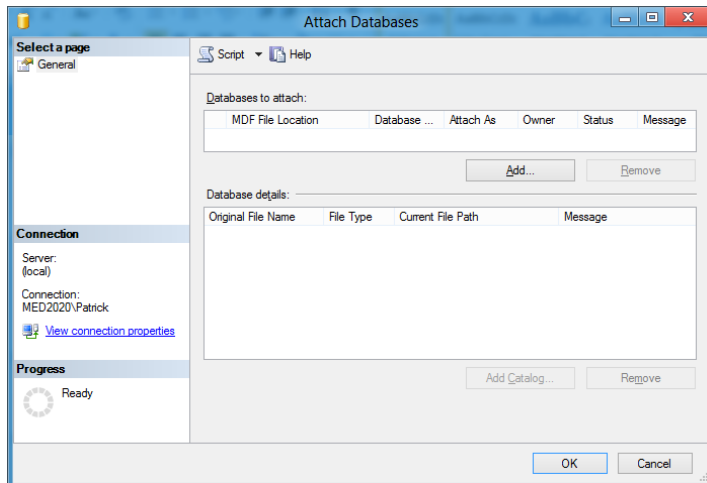 Attach Databases
Select a page
General
Script Help
Databases to attach:
MDF File Location Database ... Attach As Owner Status Message
Add... Remove
Database details:
Original File Name File Type Current File Path Message
Connection
Server:
(local)
Connection:
MED2020\Patrick
View connection properties
Progress
Ready
Add Catalog... Remove
OK Cancel